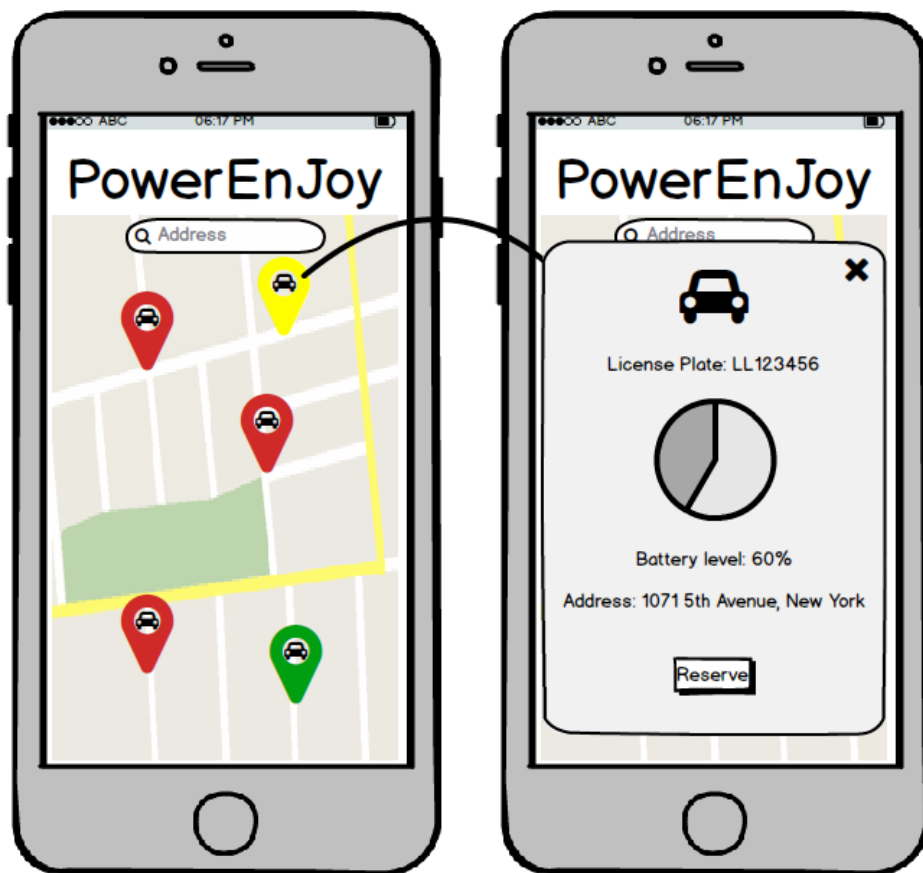 ABC 06:17 PM
PowerEnJoy
Address
ABC 06:17 PM
PowerEnJoy
Address
License Plate: LL123456
Battery level: 60%
Address: 1071 5th Avenue, New York
Reserve